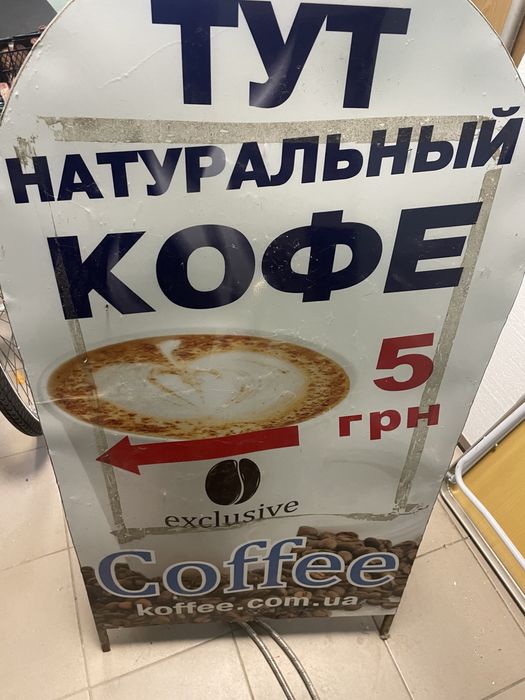 ТУТ
НАТУРАЛЬНЫЙ
КОФЕ
5
грн
exclusive
Coffee
koffee.com.ua